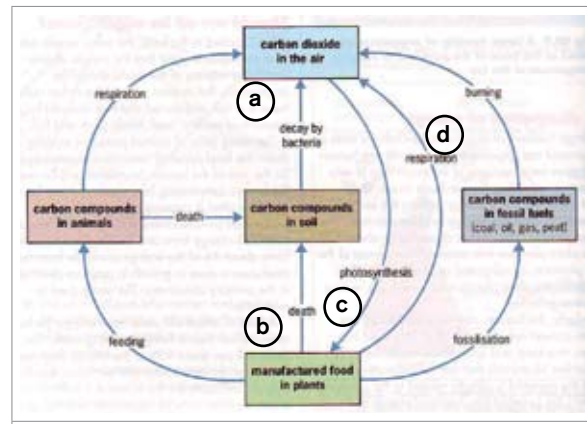 carbon dioxide
in the air
a
respiration
burning
decay by
bacteria
d
respiration
carbon compounds
in animals
death
carbon compounds
in soil
carbon compounds
in fossil fuels
(coal, oil, gas, peat)
photosynthesis
c
b
death
feeding
fossilisation
manufactured food
in plants